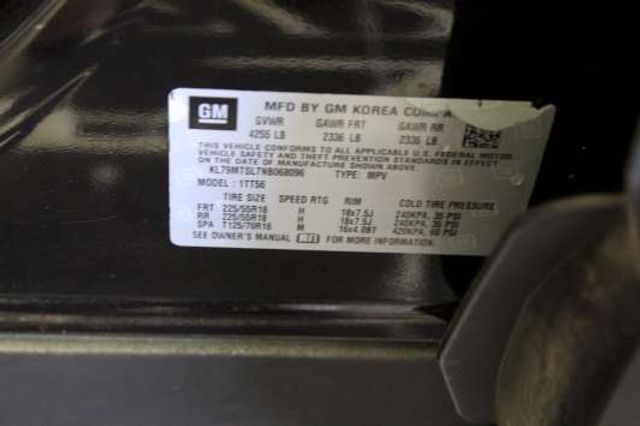 GM
MFD BY GM KOREA COMPA
GVWR GAWR FRT GAWR RR
4255 LB 2336 LB 2336 LB
THIS VEHICLE CONFORMS TO ALL APPLICABLE U.S. FEDERAL MOTOR
VEHICLE SAFETY AND THEFT PREVENTION STANDARDS IN EFFECT ON
THE DATE OF MANUFACTURE SHOWN ABOVE.
KL79MTSL7NB068096 TYPE: MPV
MODEL: 1TT56
TIRE SIZE SPEED RTG RIM COLD TIRE PRESSURE
FRT 225/55R18 H 18x7.5J 240KPA, 35 PSI
RR 225/55R18 H 18x7.5J 240KPA, 35 PSI
SPA T125/70R16 M 16x4.0BT 420KPA, 60 PSI
SEE OWNER'S MANUAL FOR MORE INFORMATION